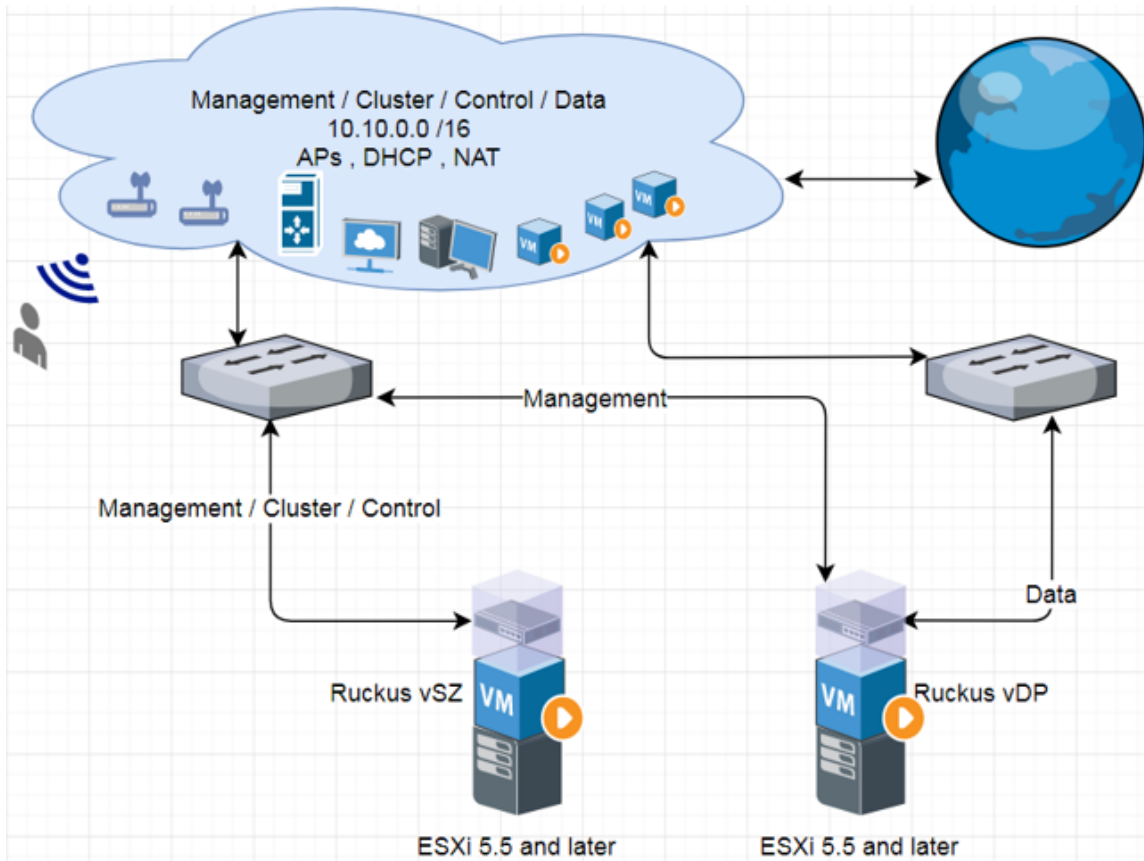 Management / Cluster / Control / Data
10.10.0.0 /16
APs , DHCP , NAT
VM
VM
VM
Management
Management / Cluster / Control
Data
Ruckus vSZ
VM
VM
Ruckus vDP
ESXi 5.5 and later
ESXi 5.5 and later